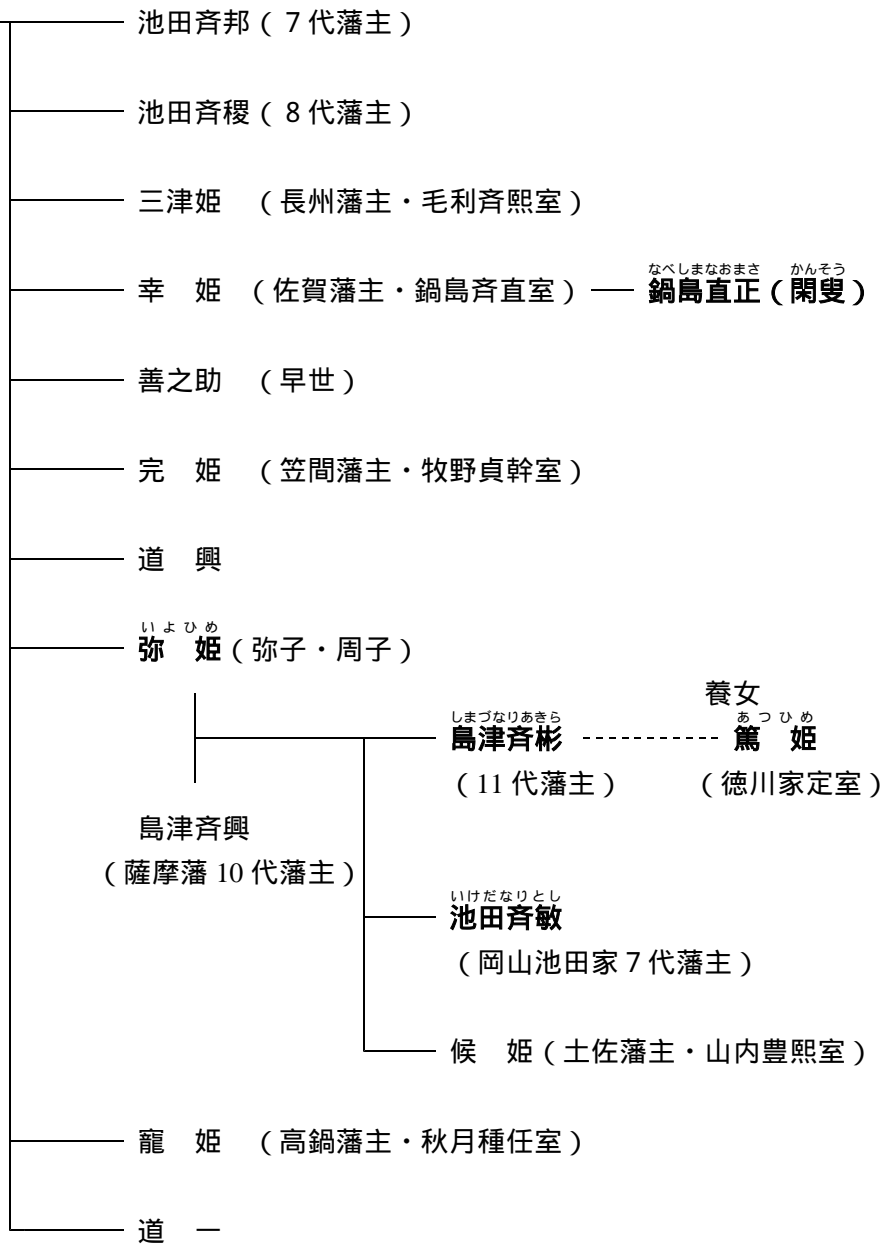 池田斉邦（７代藩主）
池田斉稷（８代藩主）
三津姫　（長州藩主・毛利斉熙室）
なべしまなおまさ　かんそう
幸　姫　（佐賀藩主・鍋島斉直室）　鍋島直正（閑叟）
善之助　（早世）
完　姫　（笠間藩主・牧野貞幹室）
道　興
いよひめ
弥　姫（弥子・周子）
養女
しまづなりあきら　あつひめ
島津斉彬　篤　姫
（11代藩主）　（徳川家定室）
島津斉興
（薩摩藩10代藩主）
いけだなりとし
池田斉敏
（岡山池田家７代藩主）
候　姫（土佐藩主・山内豊熙室）
寵　姫　（高鍋藩主・秋月種任室）
道　一